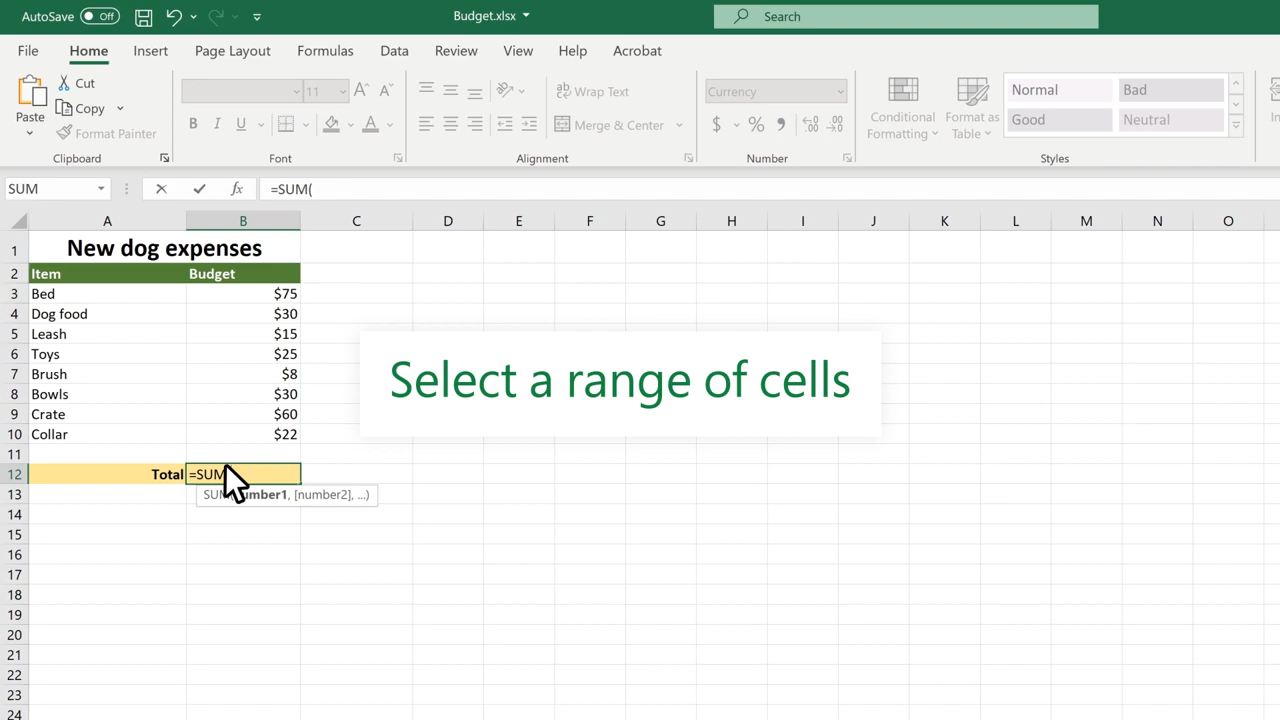 AutoSave Off
Budget.xlsx
Search
File Home Insert Page Layout Formulas Data Review View Help Acrobat
Paste
Cut
Copy
Format Painter
Clipboard
11
B I U
Font
Wrap Text
Merge & Center
Alignment
Currency
$ % 9
Number
Conditional Formatting
Format as Table
Normal Bad
Good Neutral
Styles
SUM fx =SUM(
A B C D E F G H I J K L M N O
1 New dog expenses
2 Item Budget
3 Bed $75
4 Dog food $30
5 Leash $15
6 Toys $25
7 Brush $8
8 Bowls $30
9 Crate $60
10 Collar $22
11
12 Total =SUM
13
14
15
16
17
18
19
20
21
22
23
24
[number2], ...)
Select a range of cells